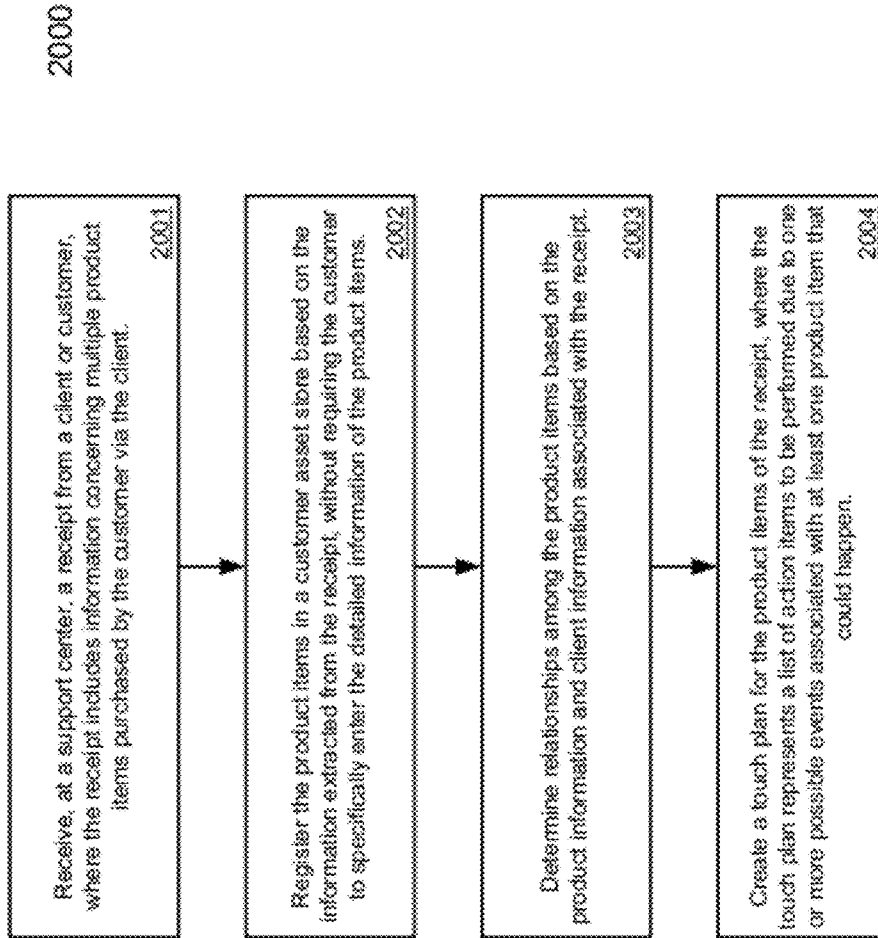 2000
Receive, at a support center, a receipt from a client or customer,
where the receipt includes information concerning multiple product
items purchased by the customer via the client.
2001
Register the product items in a customer asset store based on the
information extracted from the receipt, without requiring the customer
to specifically enter the detailed information of the product items.
2002
Determine relationships among the product items based on the
product information and client information associated with the receipt.
2003
Create a touch plan for the product items of the receipt, where the
touch plan represents a list of action items to be performed due to one
or more possible events associated with at least one product item that
could happen.
2004